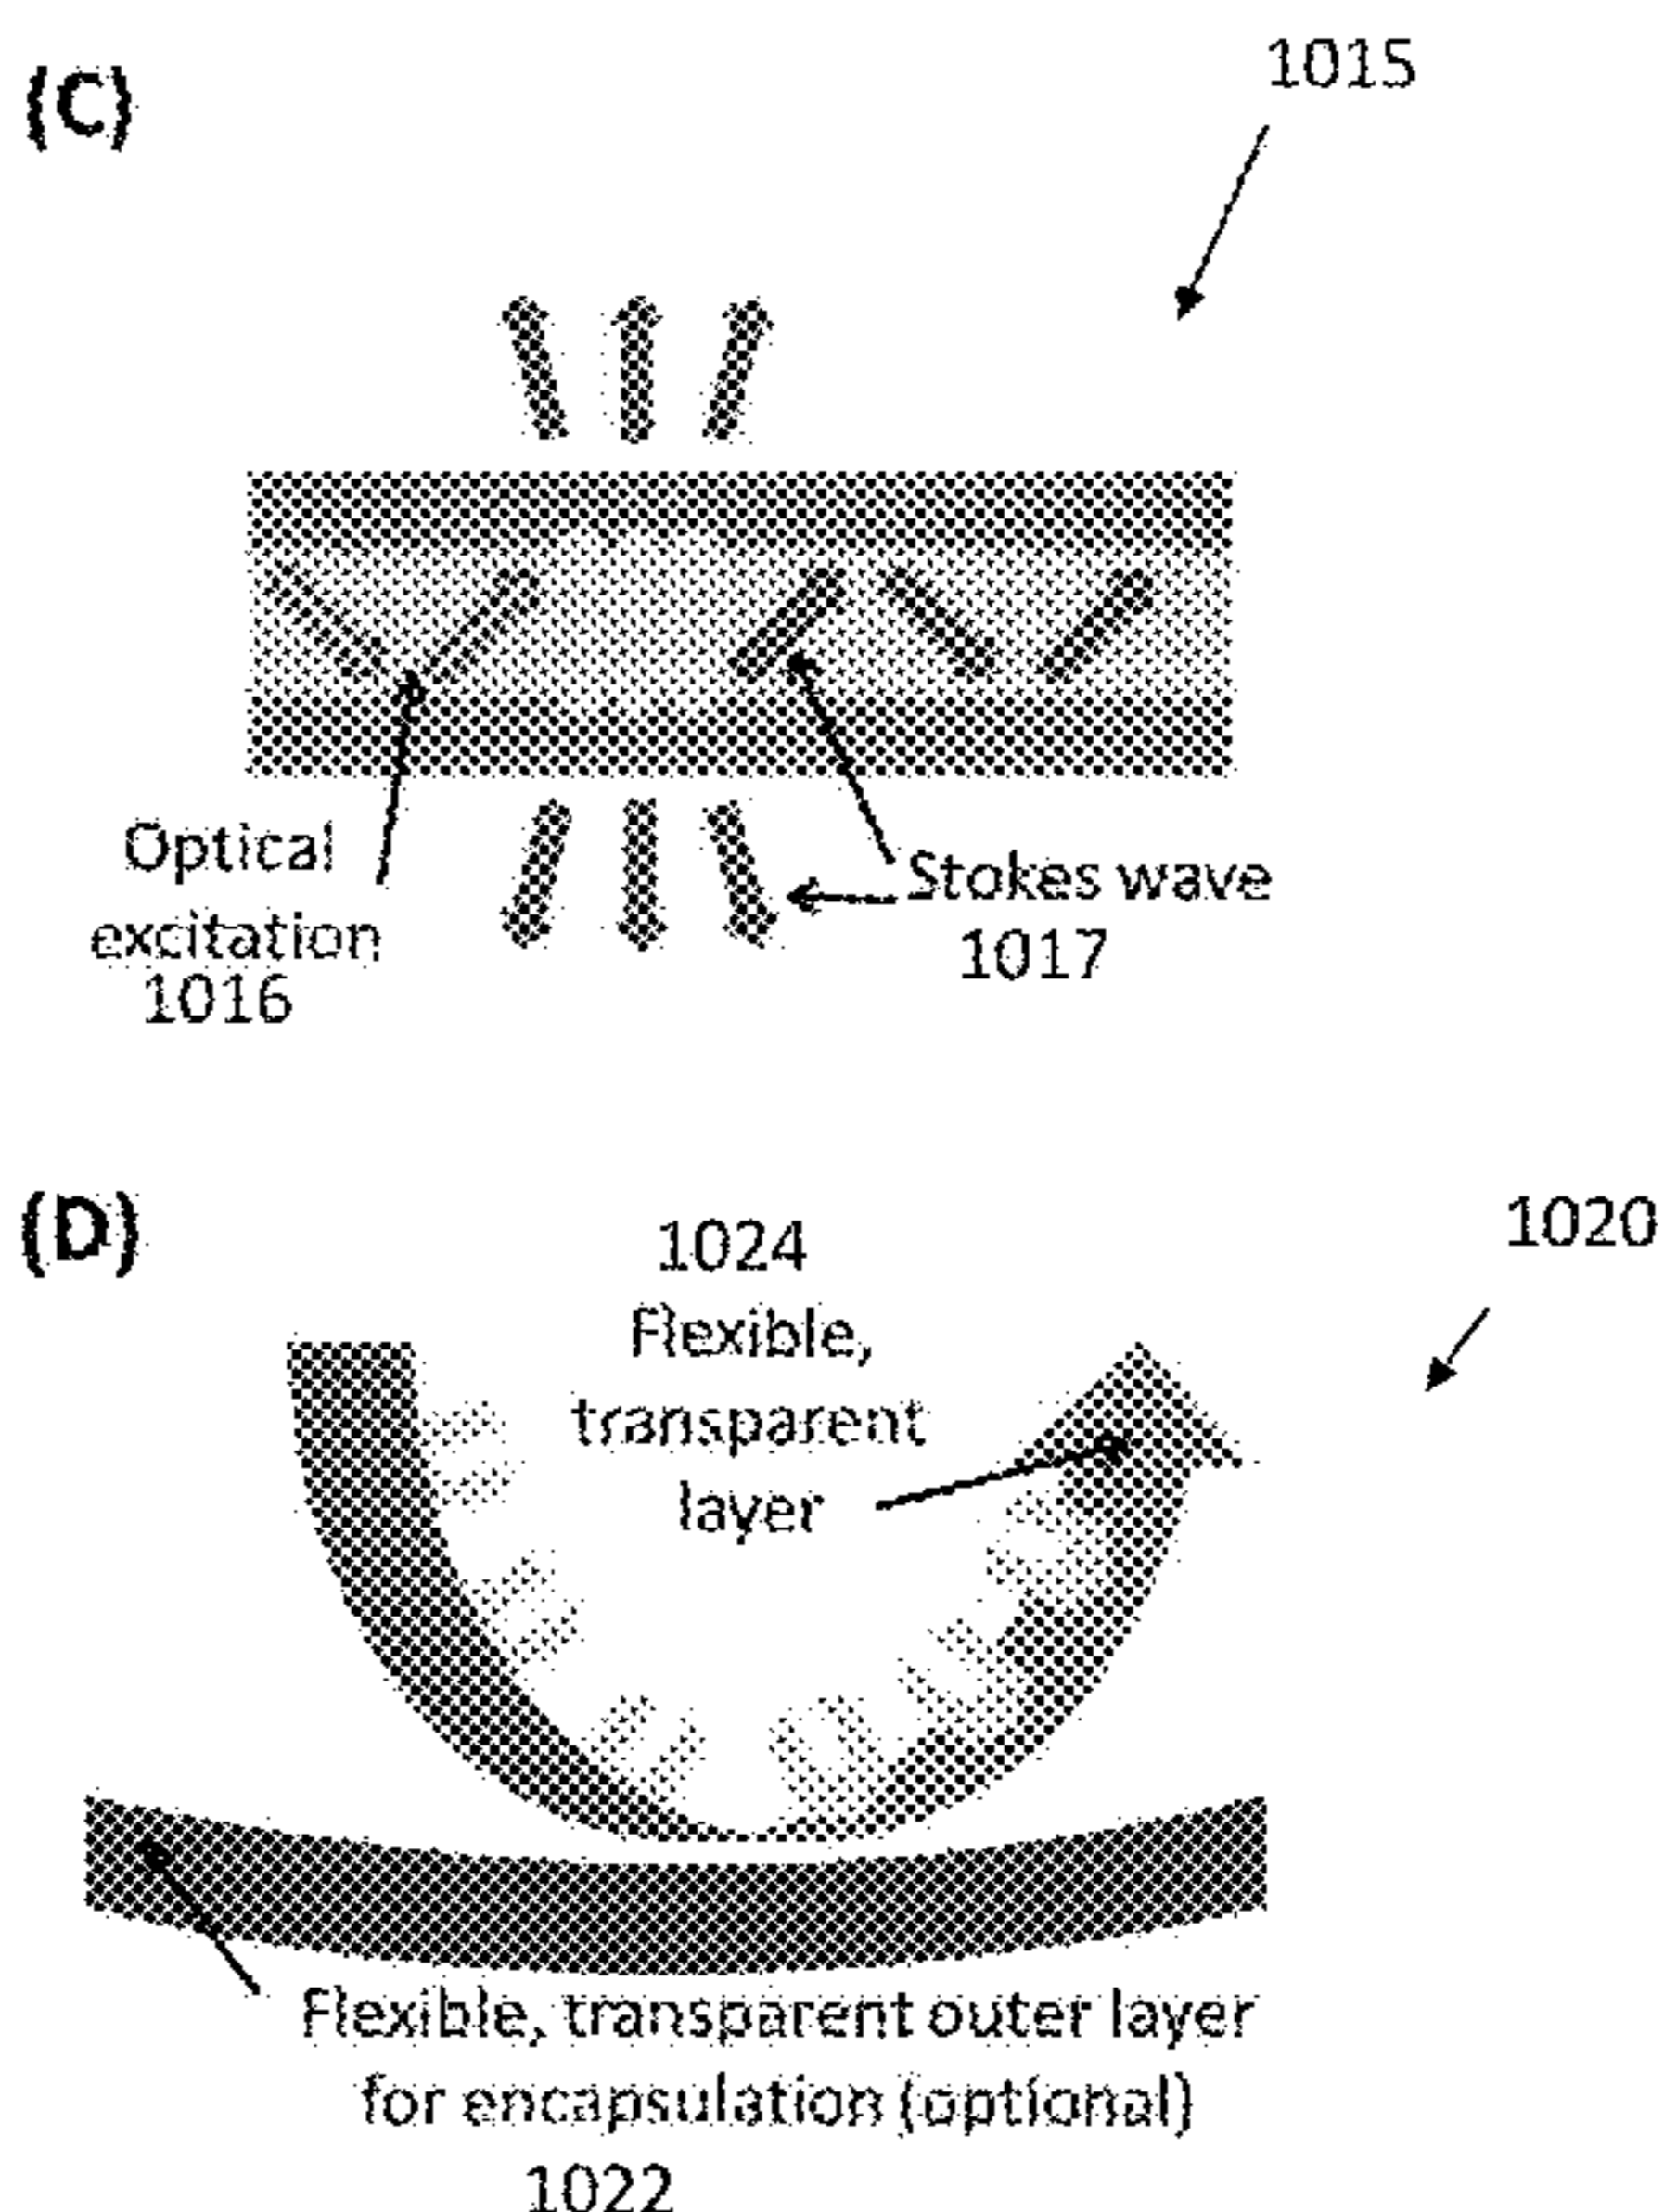 (C)
1015
Optical
excitation
1016
Stokes wave
1017
(D)
1020
1024
Flexible,
transparent
layer
Flexible, transparent outer layer
for encapsulation (optional)
1022